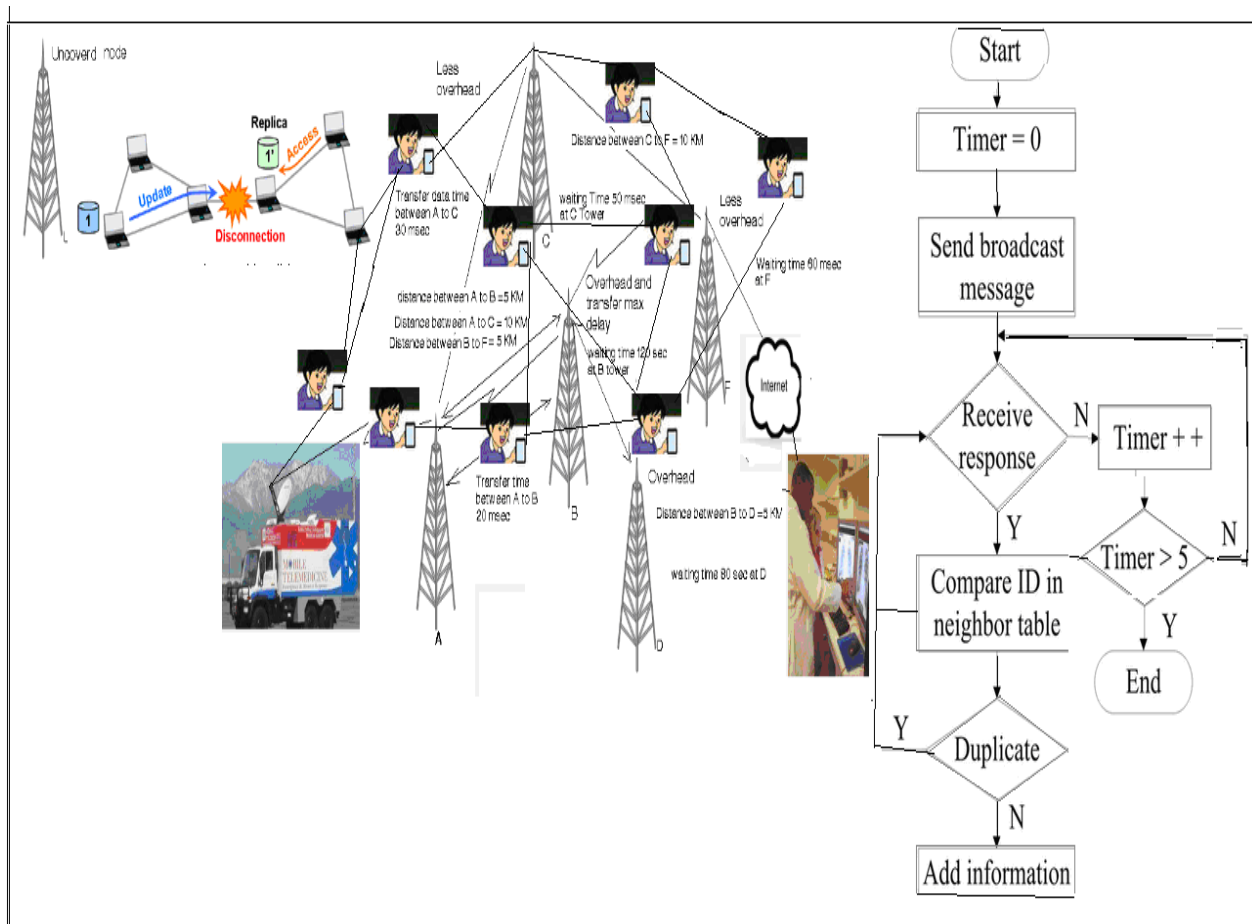 Uncoverd node
Replica
1'
Access
1
Update
Disconnection
Less
overhead
Transfer data time
between A to C
30 msec
Distance between C to F = 10 KM
waiting Time 50 msec
at C Tower
C
Less
overhead
Waiting time 60 msec
at F
distance between A to B =5 KM
Distance between A to C = 10 KM
Distance between B to F = 5 KM
Overhead and
transfer max
delay
waiting time 120 sec
at B tower
F
Internet
Transfer time
between A to B
20 msec
B
Overhead
Distance between B to D =5 KM
waiting time 80 sec at D
A
D
MOBILE
TELEMEDICINE
Start
Timer = 0
Send broadcast
message
Receive
response
N
Timer + +
Y
Timer > 5
N
Compare ID in
neighbor table
Y
End
Y
Duplicate
N
Add information